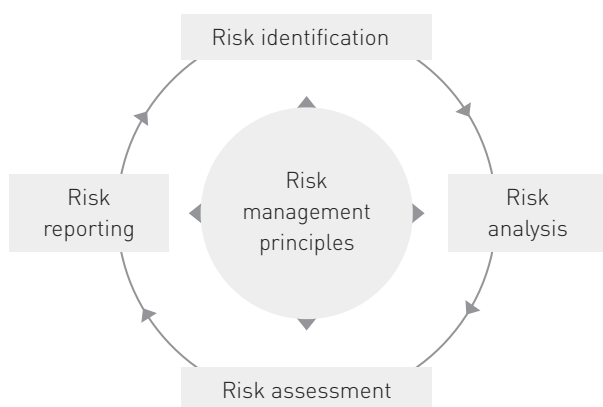 Risk identification
Risk
reporting
Risk
management
principles
Risk
analysis
Risk assessment